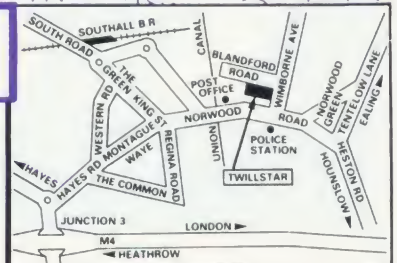 SOUTHALL B.R
SOUTH ROAD
THE
GREEN
KING ST
WESTERN RD
CANAL
UNION
BLANDFORD
ROAD
WIMBORNE AVE
POST
OFFICE
NORWOOD
ROAD
NORWOOD
GREEN
TENTELOW LANE
EALING
POLICE
STATION
HESTON RD
HOUNSLOW
TWILLSTAR
REGINA ROAD
MONTAGUE
WAYE
HAYES RD
HAYES
THE COMMON
JUNCTION 3
LONDON
M4
HEATHROW